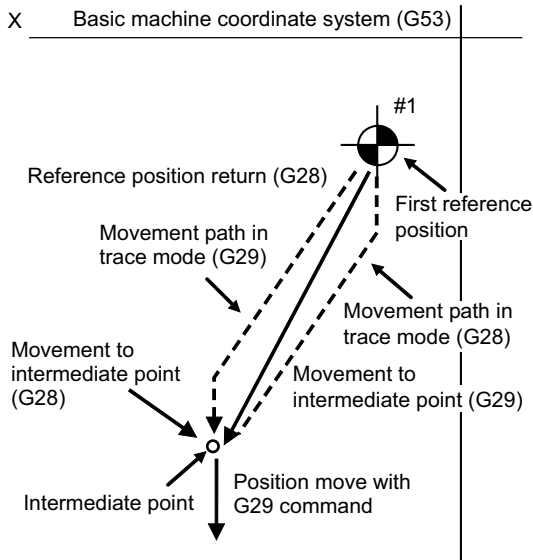 X
Basic machine coordinate system (G53)
#1
Reference position return (G28)
First reference
position
Movement path in
trace mode (G29)
Movement path in
trace mode (G28)
Movement to
intermediate point
(G28)
Movement to
intermediate point (G29)
Intermediate point
Position move with
G29 command